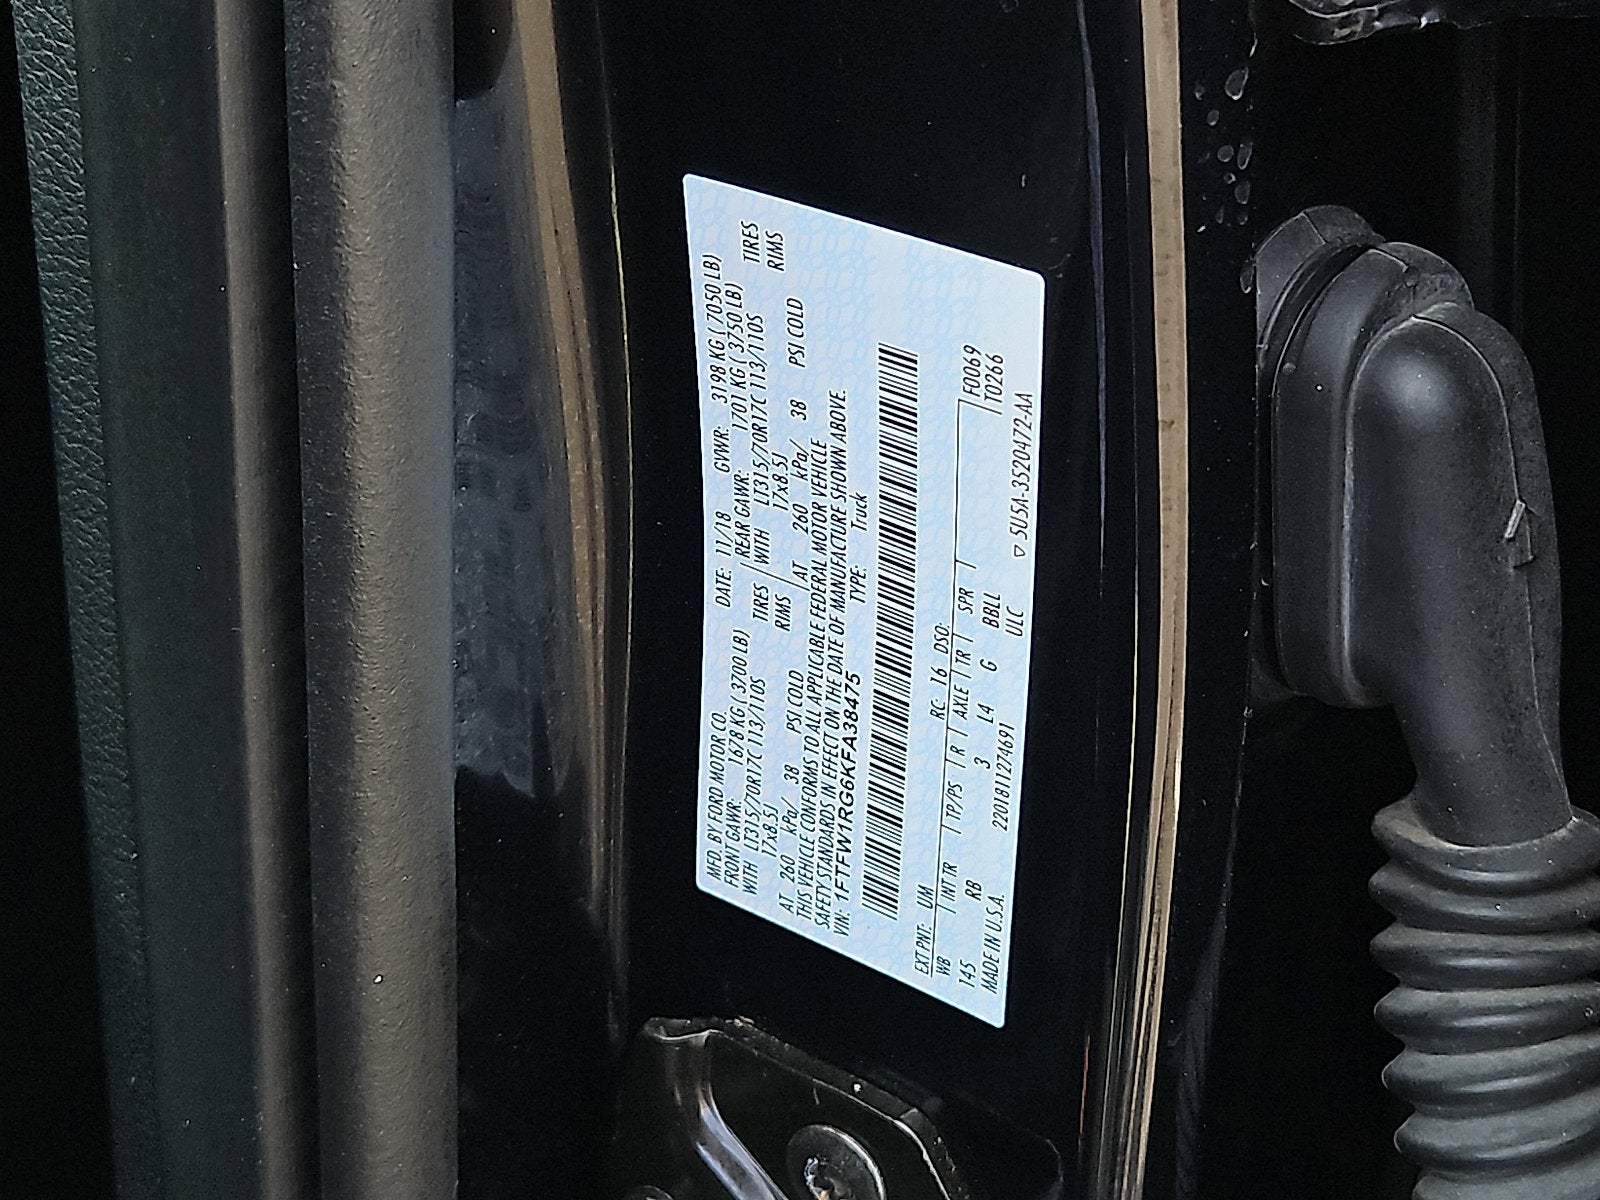 MFD. BY FORD MOTOR CO. DATE: 11/18 GVWR: 3198 KG ( 7050 LB)
FRONT GAWR: 1678 KG ( 3700 LB) REAR GAWR: 1701 KG ( 3750 LB)
WITH LT315/70R17C 113/110S TIRES WITH LT315/70R17C 113/110S TIRES
17x8.5J RIMS 17x8.5J RIMS
AT 260 kPa/ 38 PSI COLD AT 260 kPa/ 38 PSI COLD
THIS VEHICLE CONFORMS TO ALL APPLICABLE FEDERAL MOTOR VEHICLE
SAFETY STANDARDS IN EFFECT ON THE DATE OF MANUFACTURE SHOWN ABOVE.
VIN: 1FTFW1RG6KFA38475 TYPE: Truck
EXT PNT: UM RC: 16 DSO: F0069
WB INT TR TP/PS R AXLE TR SPR T0266
145 RB 3 L4 G BBLL
MADE IN U.S.A. 2201811274691 ULC ▽ SU5A-3520472-AA